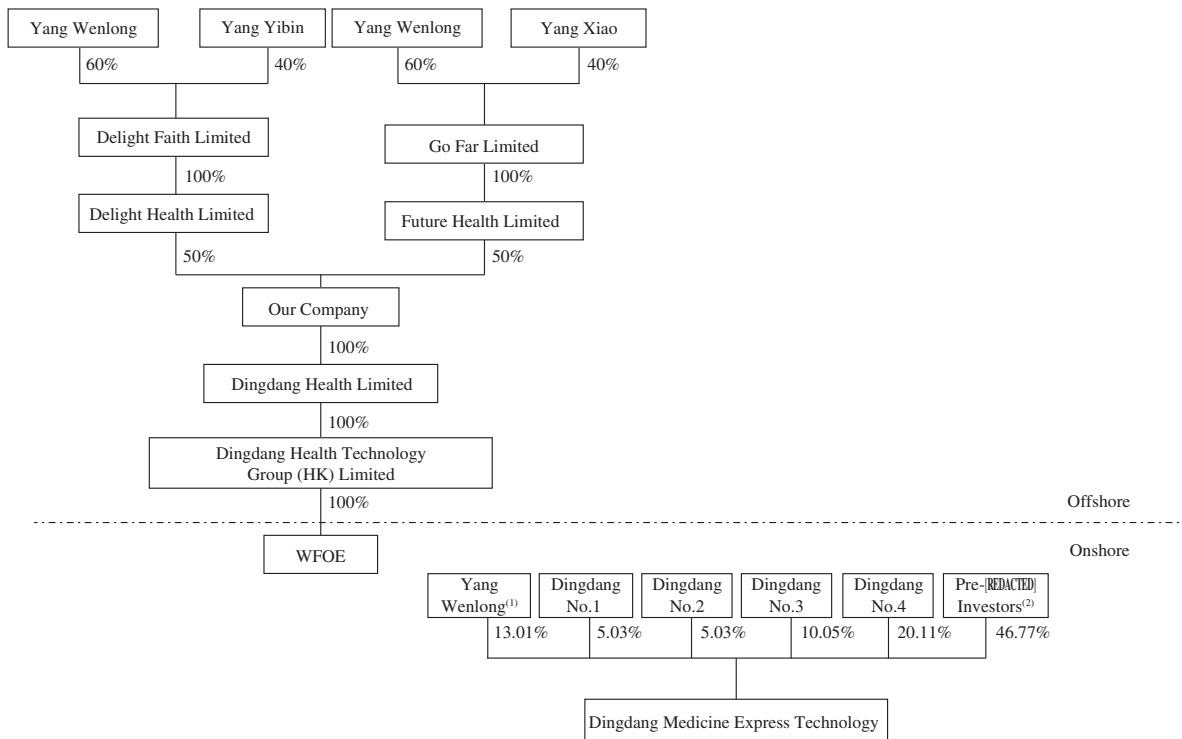 Yang Wenlong
Yang Yibin
Yang Wenlong
Yang Xiao
60%
40%
60%
40%
Delight Faith Limited
Go Far Limited
100%
100%
Delight Health Limited
Future Health Limited
50%
50%
Our Company
100%
Dingdang Health Limited
100%
Dingdang Health Technology
Group (HK) Limited
100%
Offshore
WFOE
Onshore
Yang
Wenlong(1)
Dingdang
No.1
Dingdang
No.2
Dingdang
No.3
Dingdang
No.4
Pre-[REDACTED]
Investors(2)
13.01%
5.03%
5.03%
10.05%
20.11%
46.77%
Dingdang Medicine Express Technology